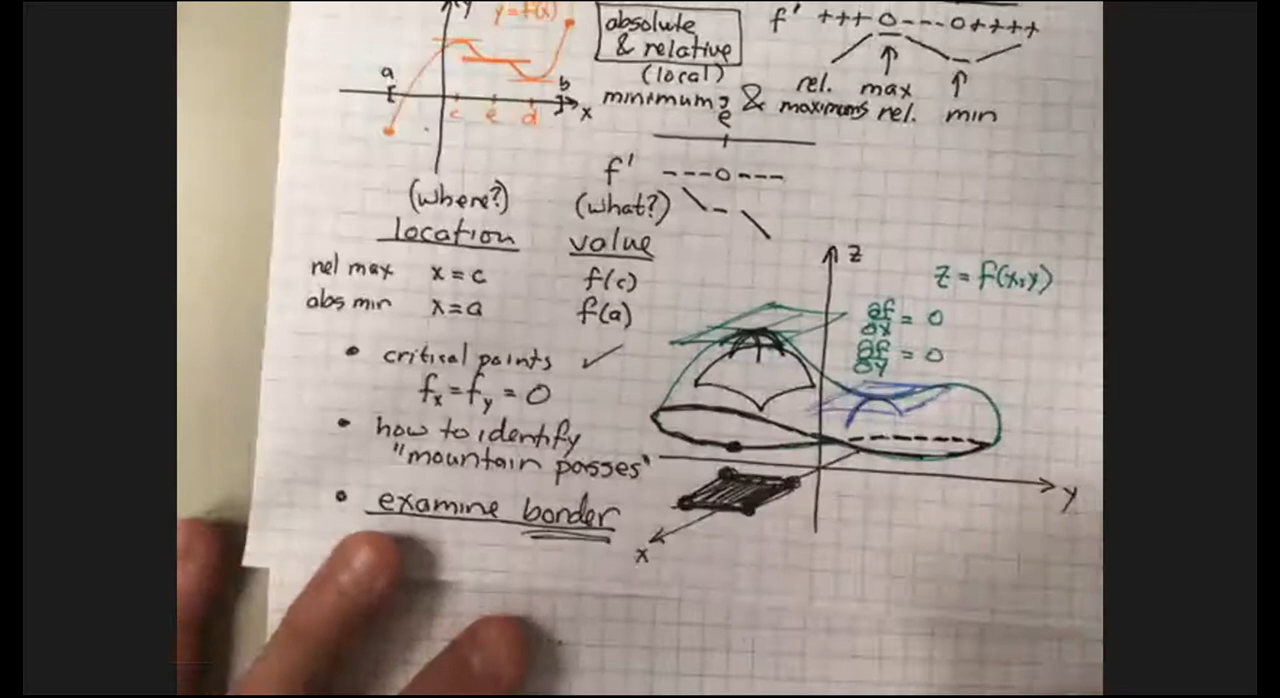 y
y = f(x)
a
b
[
]
x
c e d
absolute
& relative
(local)
minimums & rel. maximums
f' +++ 0 --- 0 ++++
max
rel.
min
e
f' --- 0 ---
(where?) (what?)
location value
rel max x = c f(c)
abs min x = a f(a)
• critical points ✓
fx = fy = 0
• how to identify
"mountain passes"
• examine border
z
z = f(x,y)
∂f/∂x = 0
∂f/∂y = 0
y
x